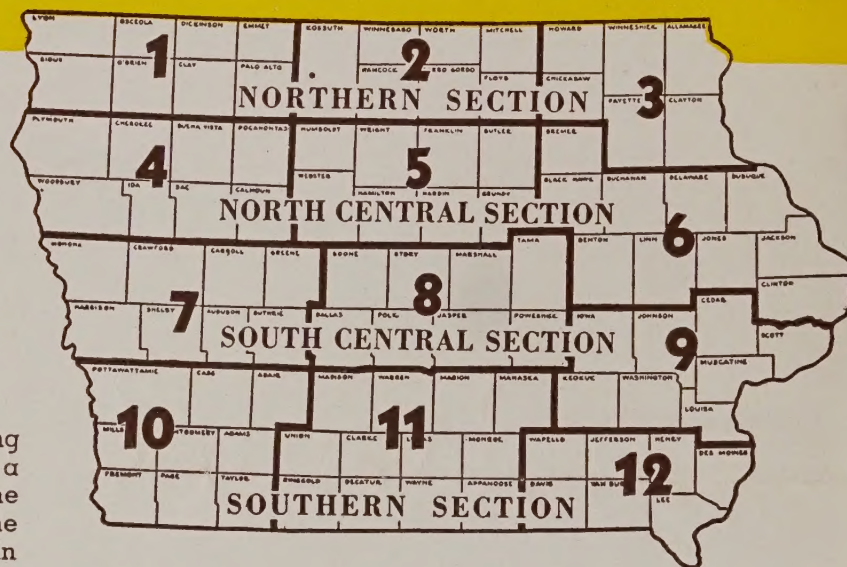 LYON OSCEOLA DICKINSON EMMET KOSSUTH WINNEBAGO WORTH MITCHELL HOWARD WINNESHIEK ALLAMAKEE
1 2 3
SIOUX O'BRIEN CLAY PALO ALTO HANCOCK FLOYD CHICKASAW FAYETTE CLAYTON
NORTHERN SECTION
PLYMOUTH CHEROKEE BUENA VISTA POCAHONTAS HUMBOLDT WRIGHT FRANKLIN BUTLER BREMER
4 5
WOODBURY IDA SAC CALHOUN WEBSTER HAMILTON HARDIN GRUNDY BLACK HAWK BUCHANAN DELAWARE DUBUQUE
NORTH CENTRAL SECTION
6
MONONA CRAWFORD CARROLL GREENE BOONE STORY MARSHALL TAMA BENTON LINN JONES JACKSON
CLINTON
7 8 9
HARRISON SHELBY AUDUBON GUTHRIE DALLAS POLK JASPER POWESHIEK IOWA JOHNSON CEDAR
SCOTT
SOUTH CENTRAL SECTION
MUSCATINE
POTTAWATTAMIE CASS ADAIR MADISON WARREN MARION MAHASKA KEOKUK WASHINGTON
LOUISA
10 11 12
MILLS ADAMS UNION CLARKE MONROE WAPELLO JEFFERSON HENRY DES MOINES
FREMONT PAGE TAYLOR RINGGOLD DECATUR WAYNE APPANOOSE DAVIS LEE
SOUTHERN SECTION
ng
a
ne
ne
n